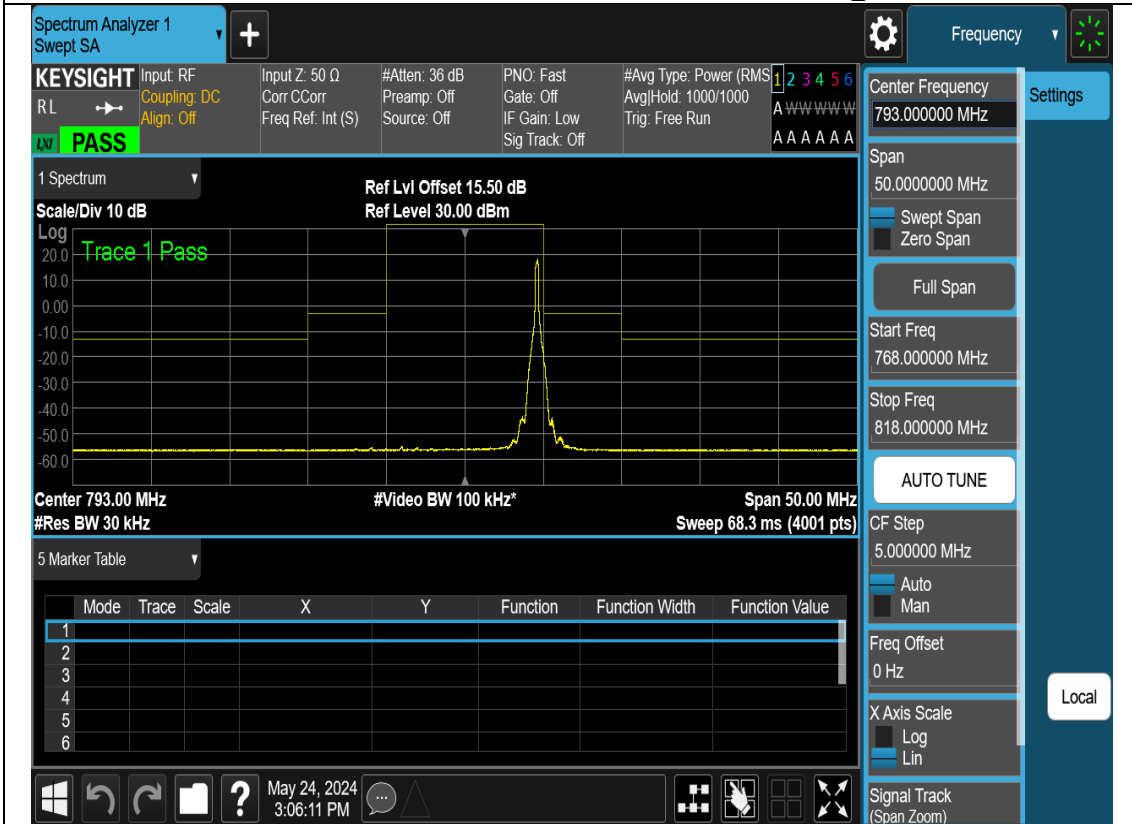 Spectrum Analyzer 1
Swept SA
Frequency
KEYSIGHT
RL
LXI PASS
Input: RF
Coupling: DC
Align: Off
Input Z: 50 Ω
Corr CCorr
Freq Ref: Int (S)
#Atten: 36 dB
Preamp: Off
Source: Off
PNO: Fast
Gate: Off
IF Gain: Low
Sig Track: Off
#Avg Type: Power (RMS
Avg|Hold: 1000/1000
Trig: Free Run
1 2 3 4 5 6
A W W W W W
A A A A A A
1 Spectrum
Scale/Div 10 dB
Ref Lvl Offset 15.50 dB
Ref Level 30.00 dBm
Log
Trace 1 Pass
20.0
10.0
0.00
-10.0
-20.0
-30.0
-40.0
-50.0
-60.0
Center 793.00 MHz
#Video BW 100 kHz*
Span 50.00 MHz
#Res BW 30 kHz
Sweep 68.3 ms (4001 pts)
5 Marker Table
Mode Trace Scale X Y Function Function Width Function Value
1
2
3
4
5
6
May 24, 2024
3:06:11 PM
Center Frequency
793.000000 MHz
Settings
Span
50.0000000 MHz
Swept Span
Zero Span
Full Span
Start Freq
768.000000 MHz
Stop Freq
818.000000 MHz
AUTO TUNE
CF Step
5.000000 MHz
Auto
Man
Freq Offset
0 Hz
Local
X Axis Scale
Log
Lin
Signal Track
(Span Zoom)